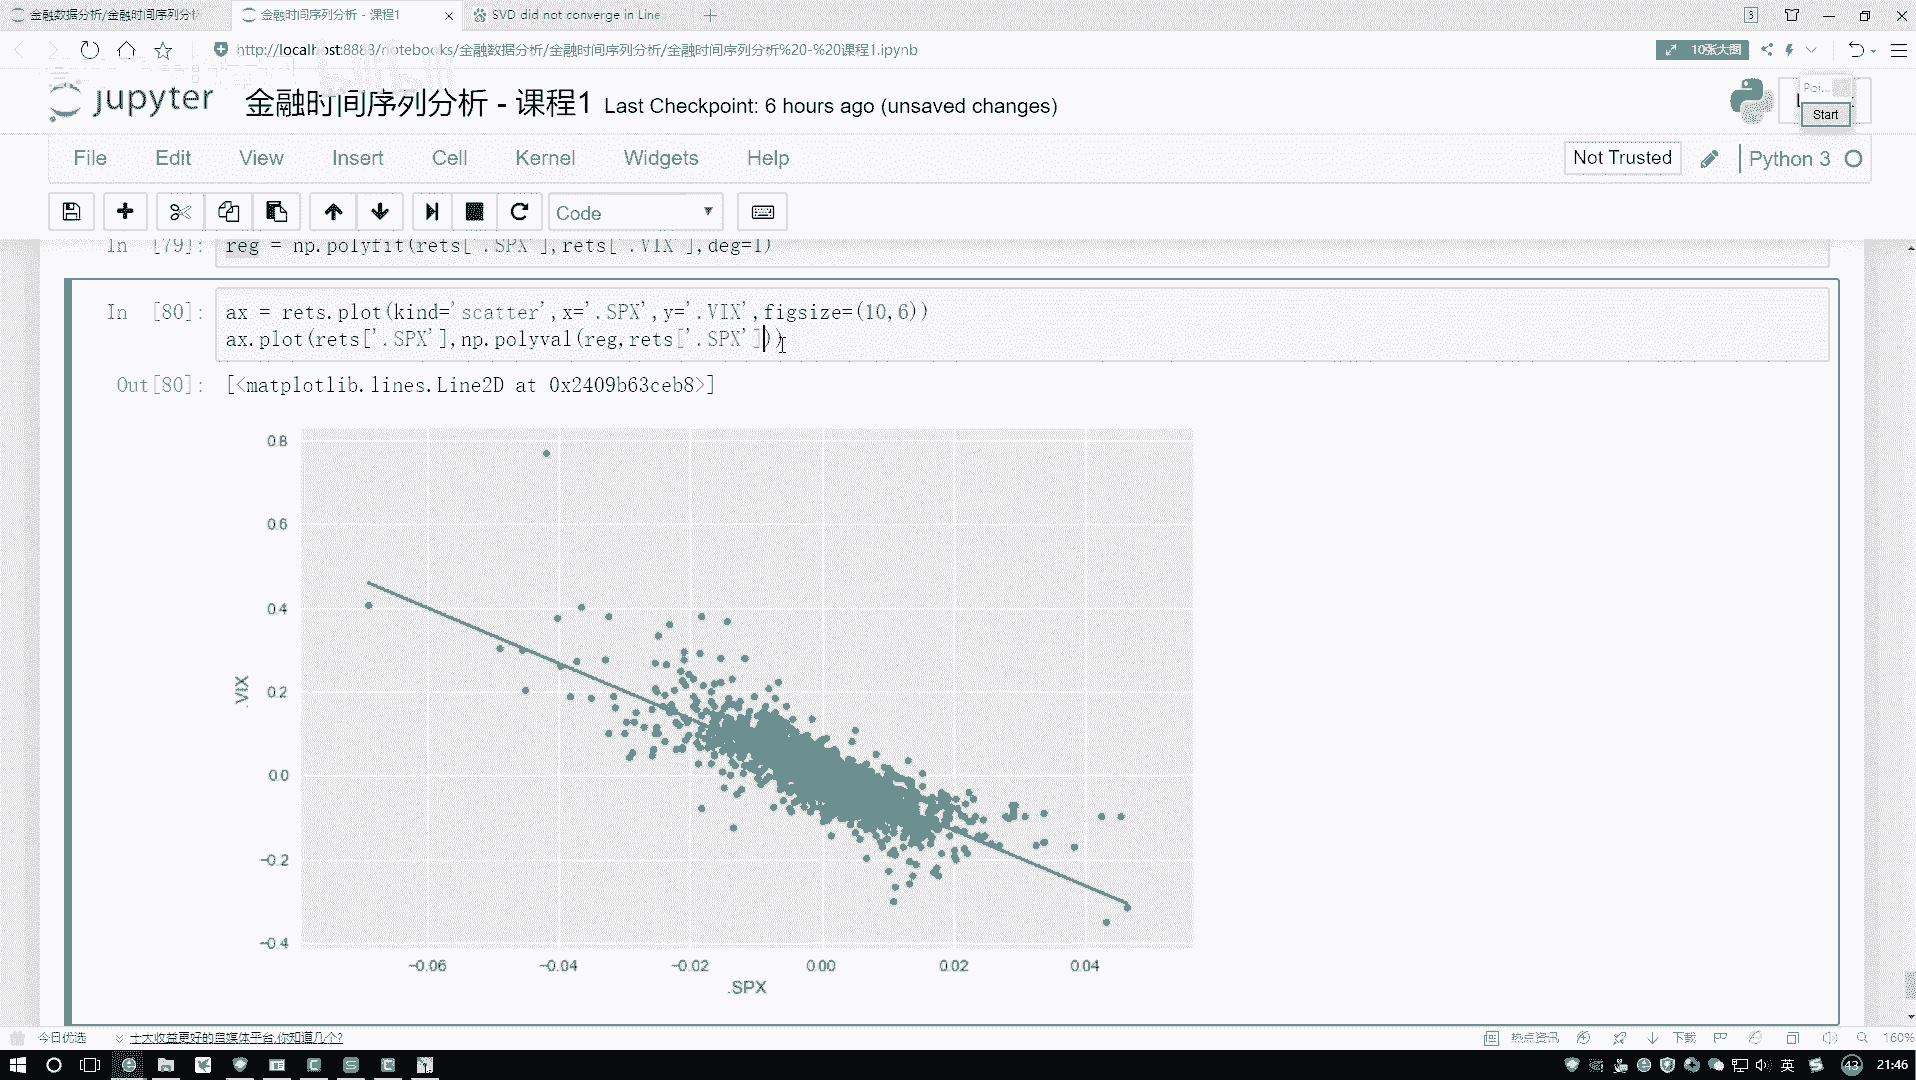 金融数据分析/金融时间序列分析
金融时间序列分析 - 课程1
SVD did not converge in Line
3
http://localhost:8888/notebooks/金融数据分析/金融时间序列分析/金融时间序列分析%20-%20课程1.ipynb
10张大图
jupyter
金融时间序列分析 - 课程1 Last Checkpoint: 6 hours ago (unsaved changes)
Poi...
Start
File Edit View Insert Cell Kernel Widgets Help
Not Trusted
Python 3
Code
In [79]: reg = np.polyfit(rets['.SPX'],rets['.VIX'],deg=1)
In [80]: ax = rets.plot(kind='scatter',x='.SPX',y='.VIX',figsize=(10,6))
ax.plot(rets['.SPX'],np.polyval(reg,rets['.SPX']))
Out[80]: [<matplotlib.lines.Line2D at 0x2409b63ceb8>]
0.8
0.6
0.4
0.2
0.0
−0.2
−0.4
.VIX
−0.06 −0.04 −0.02 0.00 0.02 0.04
.SPX
今日优选
十大收益更好的自媒体平台,你知道几个?
热点资讯
下载
160%
英
43
21:46